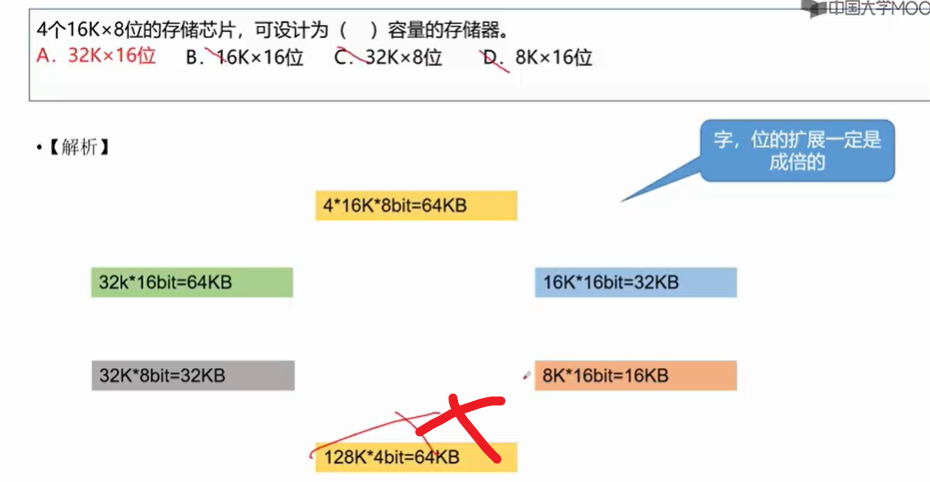 中国大学MOO
4个16K×8位的存储芯片，可设计为（　）容量的存储器。
A．32K×16位 B．16K×16位 C．32K×8位 D．8K×16位
•【解析】
字，位的扩展一定是
成倍的
4*16K*8bit=64KB
32k*16bit=64KB 16K*16bit=32KB
32K*8bit=32KB 8K*16bit=16KB
128K*4bit=64KB